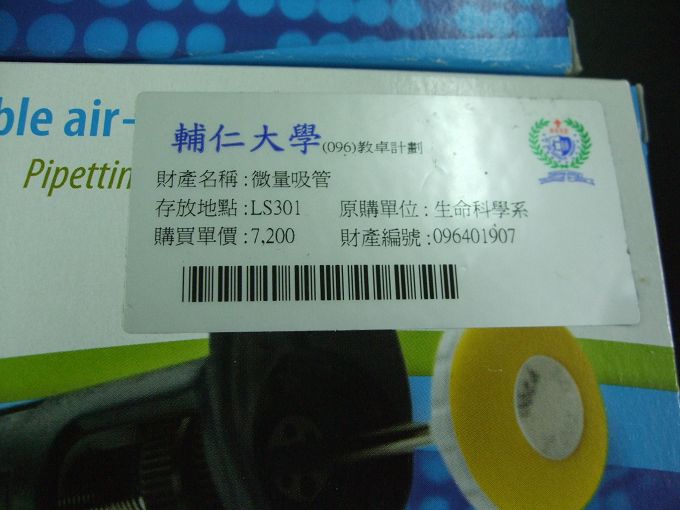 ble air-
Pipettin
輔仁大學(096)教卓計劃
財產名稱:微量吸管
存放地點:LS301 原購單位:生命科學系
購買單價:7,200 財產編號:096401907